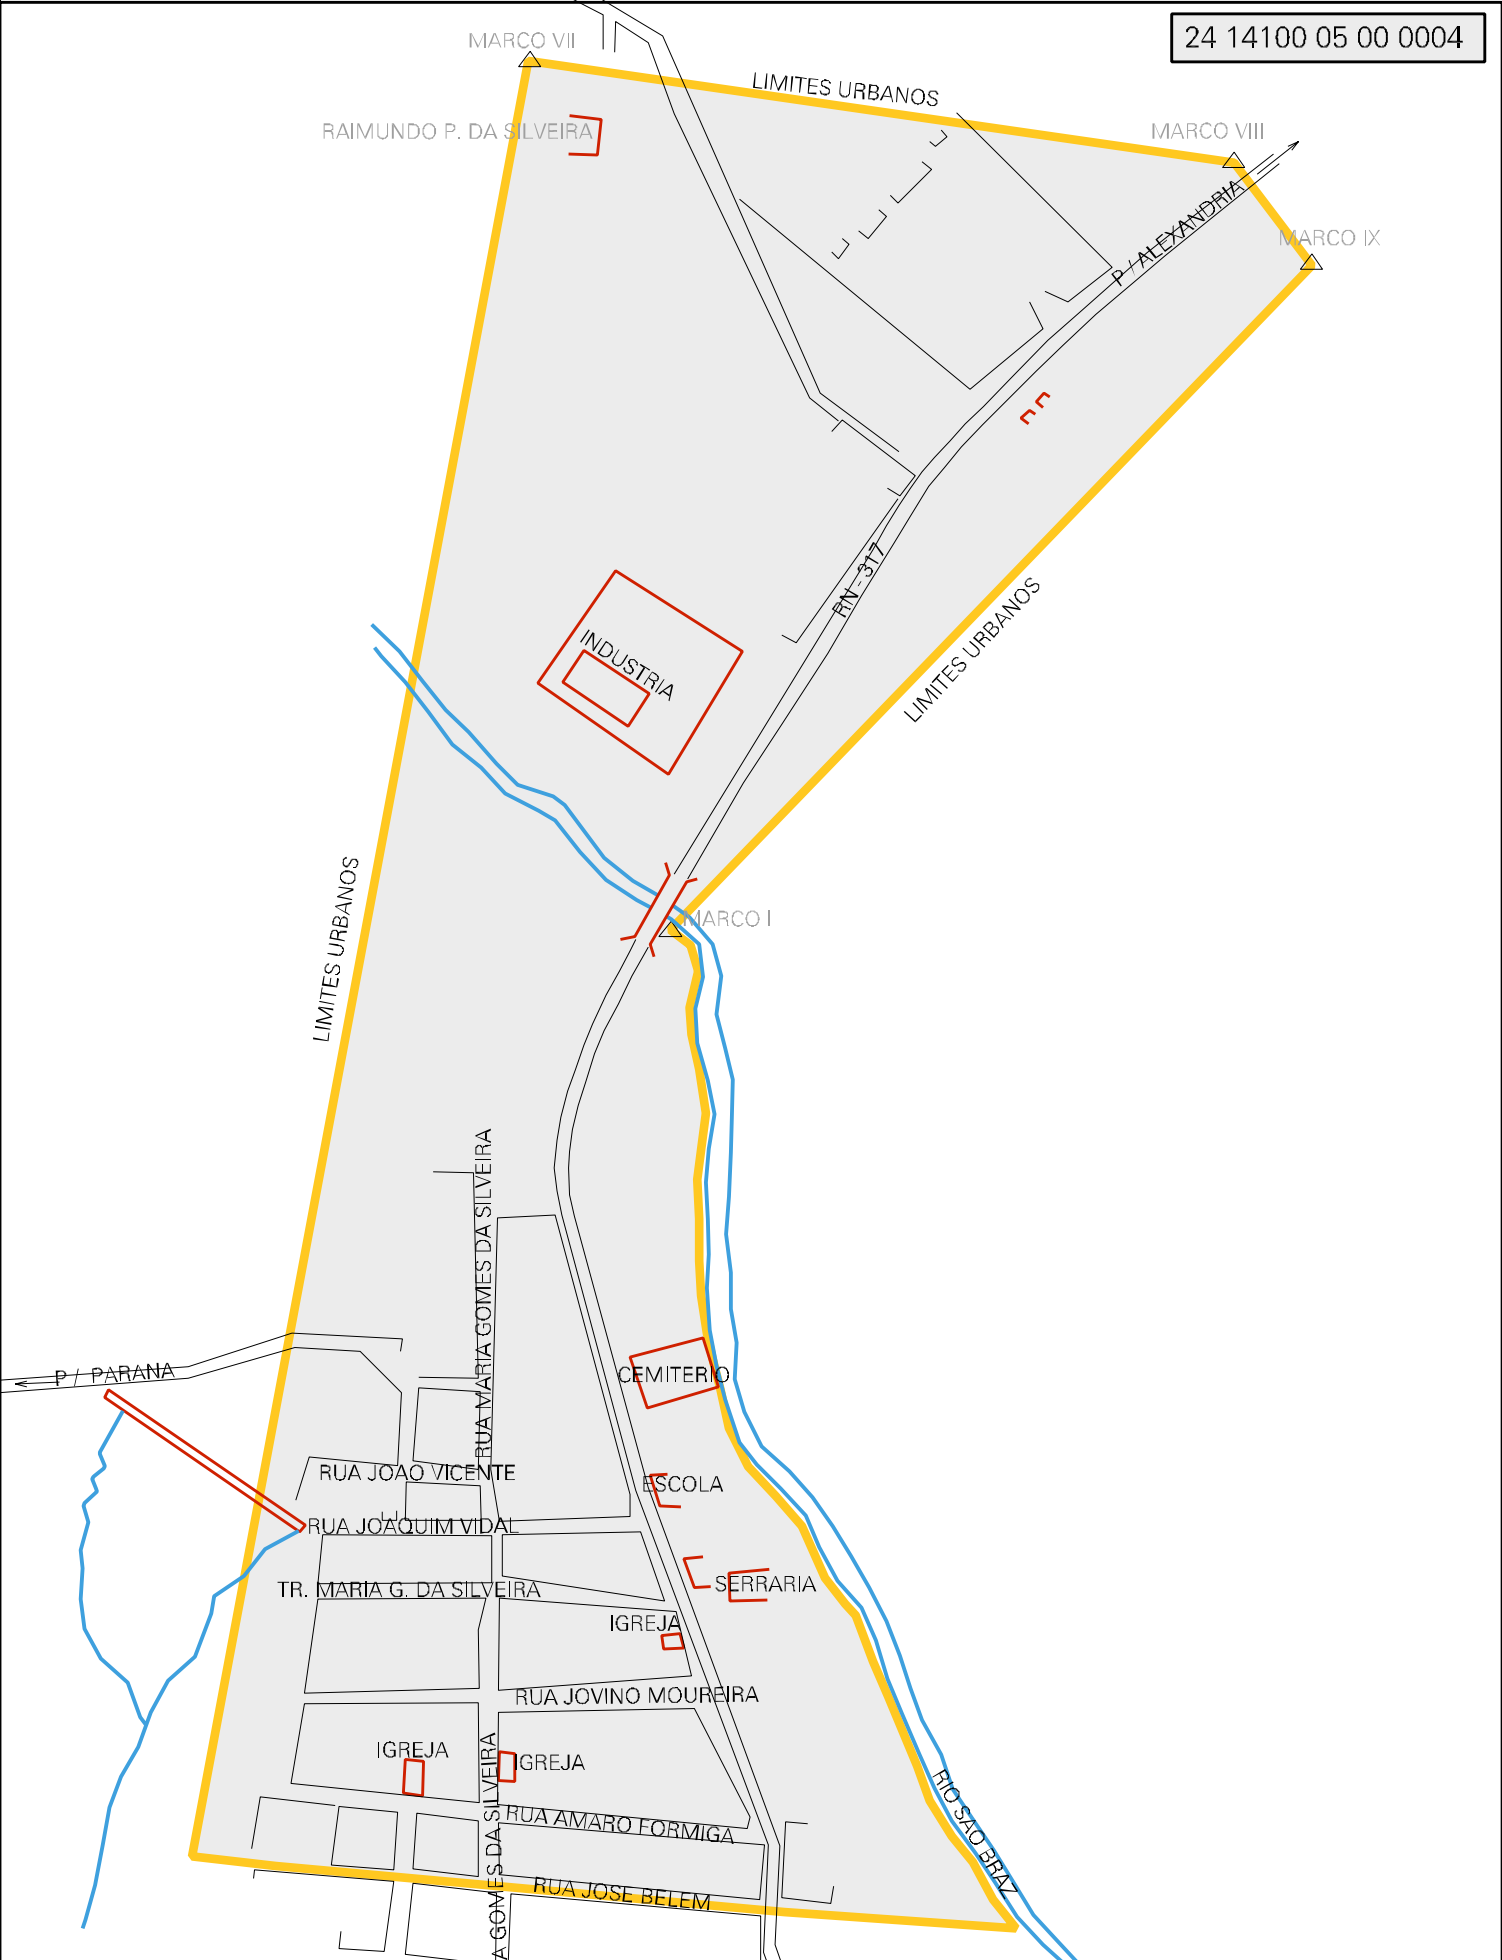 24 14100 05 00 0004
MARCO VII
LIMITES URBANOS
RAIMUNDO P. DA SILVEIRA
MARCO VIII
P / ALEXANDRIA
MARCO IX
RN - 317
LIMITES URBANOS
INDUSTRIA
LIMITES URBANOS
MARCO I
RUA MARIA GOMES DA SILVEIRA
P / PARANA
CEMITERIO
RUA JOAO VICENTE
ESCOLA
RUA JOAQUIM VIDAL
TR. MARIA G. DA SILVEIRA
SERRARIA
IGREJA
RUA JOVINO MOUREIRA
IGREJA
IGREJA
RUA AMARO FORMIGA
RIO SAO BRAZ
A GOMES DA SILVEIRA
RUA JOSE BELEM